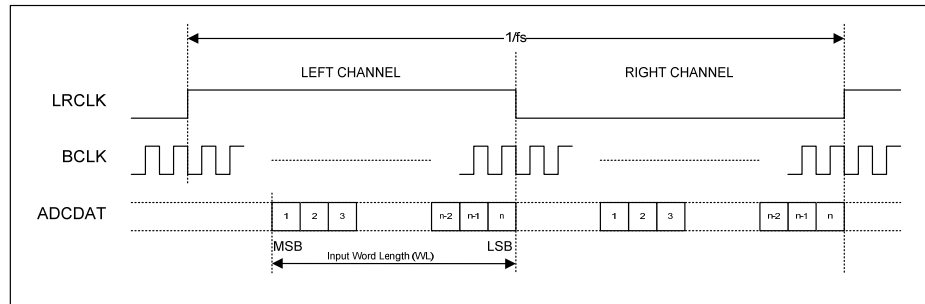 1/fs
LEFT CHANNEL RIGHT CHANNEL
LRCLK
BCLK
ADCDAT 1 2 3 n-2 n-1 n 1 2 3 n-2 n-1 n
MSB LSB
Input Word Length (WL)